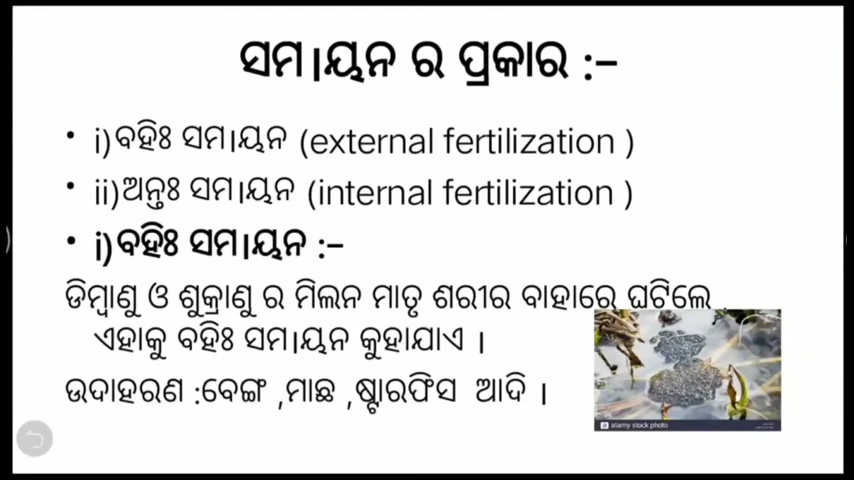 ସମାୟନ ର ପ୍ରକାର :–
• i)ବହିଃ ସମାୟନ (external fertilization )
• ii)ଅନ୍ତଃ ସମାୟନ (internal fertilization )
• i)ବହିଃ ସମାୟନ :–
ଡିମ୍ବାଣୁ ଓ ଶୁକ୍ରାଣୁ ର ମିଲନ ମାତୃ ଶରୀର ବାହାରେ ଘଟିଲେ ,
ଏହାକୁ ବହିଃ ସମାୟନ କୁହାଯାଏ ।
ଉଦାହରଣ :ବେଙ୍ଗ ,ମାଛ ,ଷ୍ଟାରଫିସ ଆଦି ।
a alamy stock photo